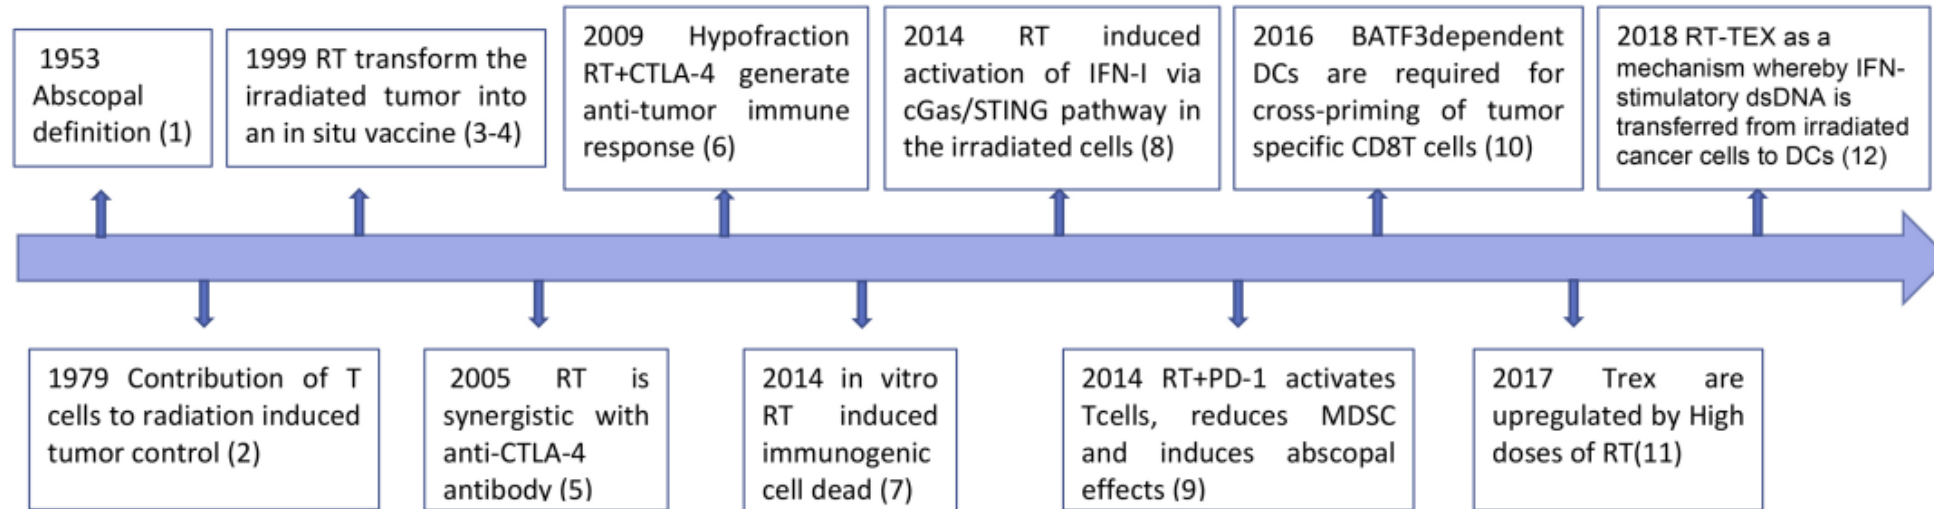 1953
Abscopal
definition (1)
1999 RT transform the
irradiated tumor into
an in situ vaccine (3-4)
2009 Hypofraction
RT+CTLA-4 generate
anti-tumor immune
response (6)
2014 RT induced
activation of IFN-I via
cGas/STING pathway in
the irradiated cells (8)
2016 BATF3dependent
DCs are required for
cross-priming of tumor
specific CD8T cells (10)
2018 RT-TEX as a
mechanism whereby IFN-
stimulatory dsDNA is
transferred from irradiated
cancer cells to DCs (12)
1979 Contribution of T
cells to radiation induced
tumor control (2)
2005 RT is
synergistic with
anti-CTLA-4
antibody (5)
2014 in vitro
RT induced
immunogenic
cell dead (7)
2014 RT+PD-1 activates
Tcells, reduces MDSC
and induces abscopal
effects (9)
2017 Trex are
upregulated by High
doses of RT(11)